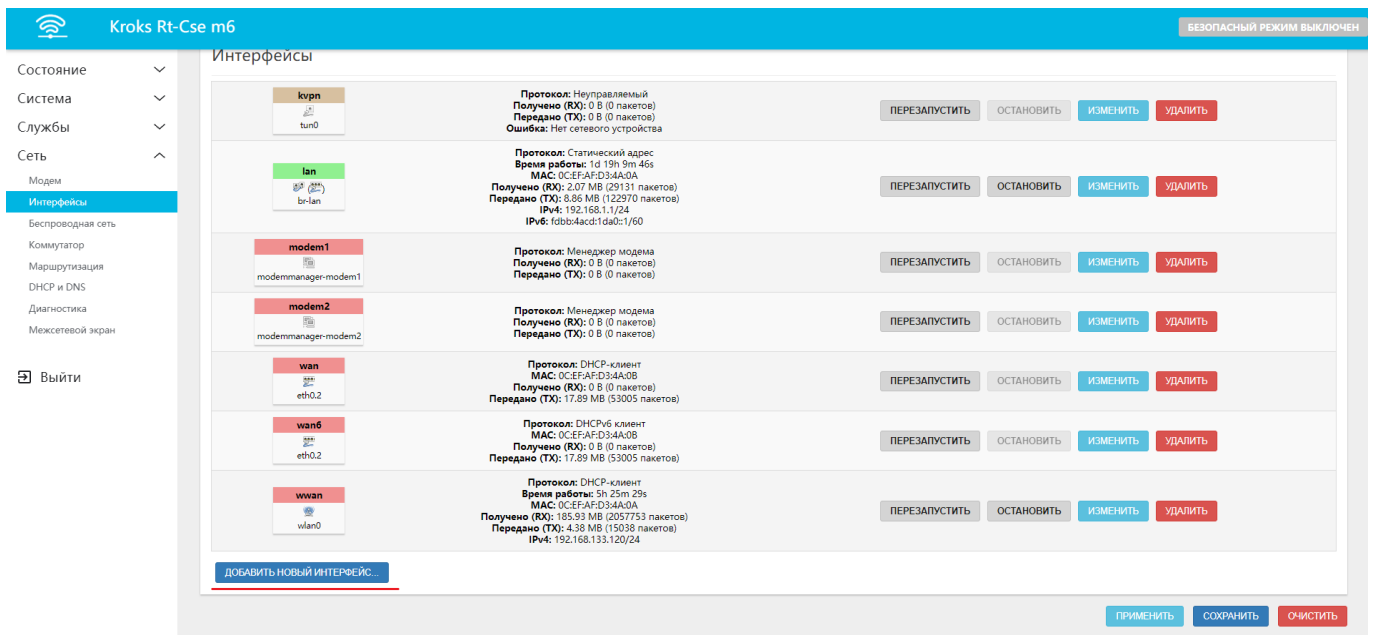 Kroks Rt-Cse m6
БЕЗОПАСНЫЙ РЕЖИМ ВЫКЛЮЧЕН
Состояние
Система
Службы
Сеть
Модем
Интерфейсы
Беспроводная сеть
Коммутатор
Маршрутизация
DHCP и DNS
Диагностика
Межсетевой экран
Выйти
Интерфейсы
kvpn
tun0
Протокол: Неуправляемый
Получено (RX): 0 B (0 пакетов)
Передано (TX): 0 B (0 пакетов)
Ошибка: Нет сетевого устройства
ПЕРЕЗАПУСТИТЬ ОСТАНОВИТЬ ИЗМЕНИТЬ УДАЛИТЬ
lan
br-lan
Протокол: Статический адрес
Время работы: 1d 19h 9m 46s
MAC: 0C:EF:AF:D3:4A:0A
Получено (RX): 2.07 MB (29131 пакетов)
Передано (TX): 8.86 MB (122970 пакетов)
IPv4: 192.168.1.1/24
IPv6: fdbb:4acd:1da0::1/60
ПЕРЕЗАПУСТИТЬ ОСТАНОВИТЬ ИЗМЕНИТЬ УДАЛИТЬ
modem1
modemmanager-modem1
Протокол: Менеджер модема
Получено (RX): 0 B (0 пакетов)
Передано (TX): 0 B (0 пакетов)
ПЕРЕЗАПУСТИТЬ ОСТАНОВИТЬ ИЗМЕНИТЬ УДАЛИТЬ
modem2
modemmanager-modem2
Протокол: Менеджер модема
Получено (RX): 0 B (0 пакетов)
Передано (TX): 0 B (0 пакетов)
ПЕРЕЗАПУСТИТЬ ОСТАНОВИТЬ ИЗМЕНИТЬ УДАЛИТЬ
wan
eth0.2
Протокол: DHCP-клиент
MAC: 0C:EF:AF:D3:4A:0B
Получено (RX): 0 B (0 пакетов)
Передано (TX): 17.89 MB (53005 пакетов)
ПЕРЕЗАПУСТИТЬ ОСТАНОВИТЬ ИЗМЕНИТЬ УДАЛИТЬ
wan6
eth0.2
Протокол: DHCPv6 клиент
MAC: 0C:EF:AF:D3:4A:0B
Получено (RX): 0 B (0 пакетов)
Передано (TX): 17.89 MB (53005 пакетов)
ПЕРЕЗАПУСТИТЬ ОСТАНОВИТЬ ИЗМЕНИТЬ УДАЛИТЬ
wwan
wlan0
Протокол: DHCP-клиент
Время работы: 5h 25m 29s
MAC: 0C:EF:AF:D3:4A:0A
Получено (RX): 185.93 MB (2057753 пакетов)
Передано (TX): 4.38 MB (15038 пакетов)
IPv4: 192.168.133.120/24
ПЕРЕЗАПУСТИТЬ ОСТАНОВИТЬ ИЗМЕНИТЬ УДАЛИТЬ
ДОБАВИТЬ НОВЫЙ ИНТЕРФЕЙС...
ПРИМЕНИТЬ СОХРАНИТЬ ОЧИСТИТЬ